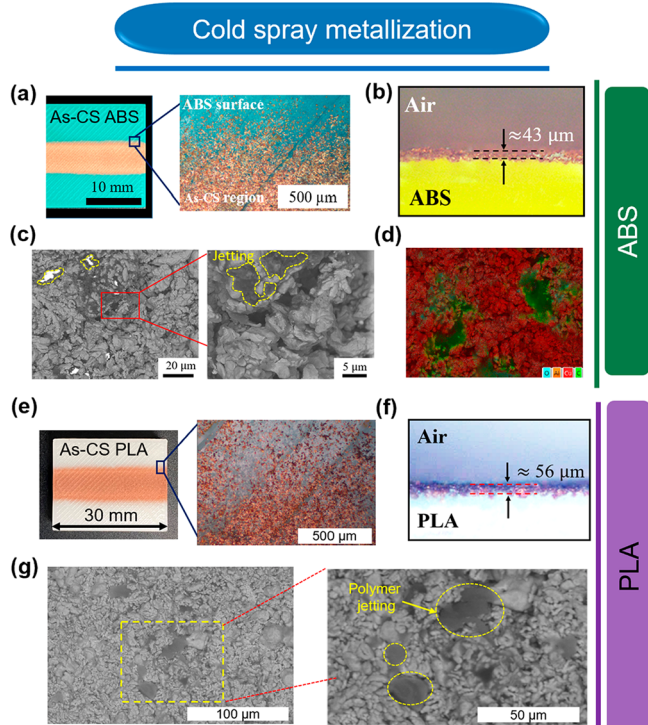 Cold spray metallization
(a)
As-CS ABS
10 mm
ABS surface
As-CS region
500 µm
(b)
Air
≈43 µm
ABS
ABS
(c)
20 µm
Jetting
5 µm
(d)
O
Cu
C
(e)
As-CS PLA
30 mm
500 µm
(f)
Air
≈ 56 µm
PLA
PLA
(g)
100 µm
Polymer
jetting
50 µm